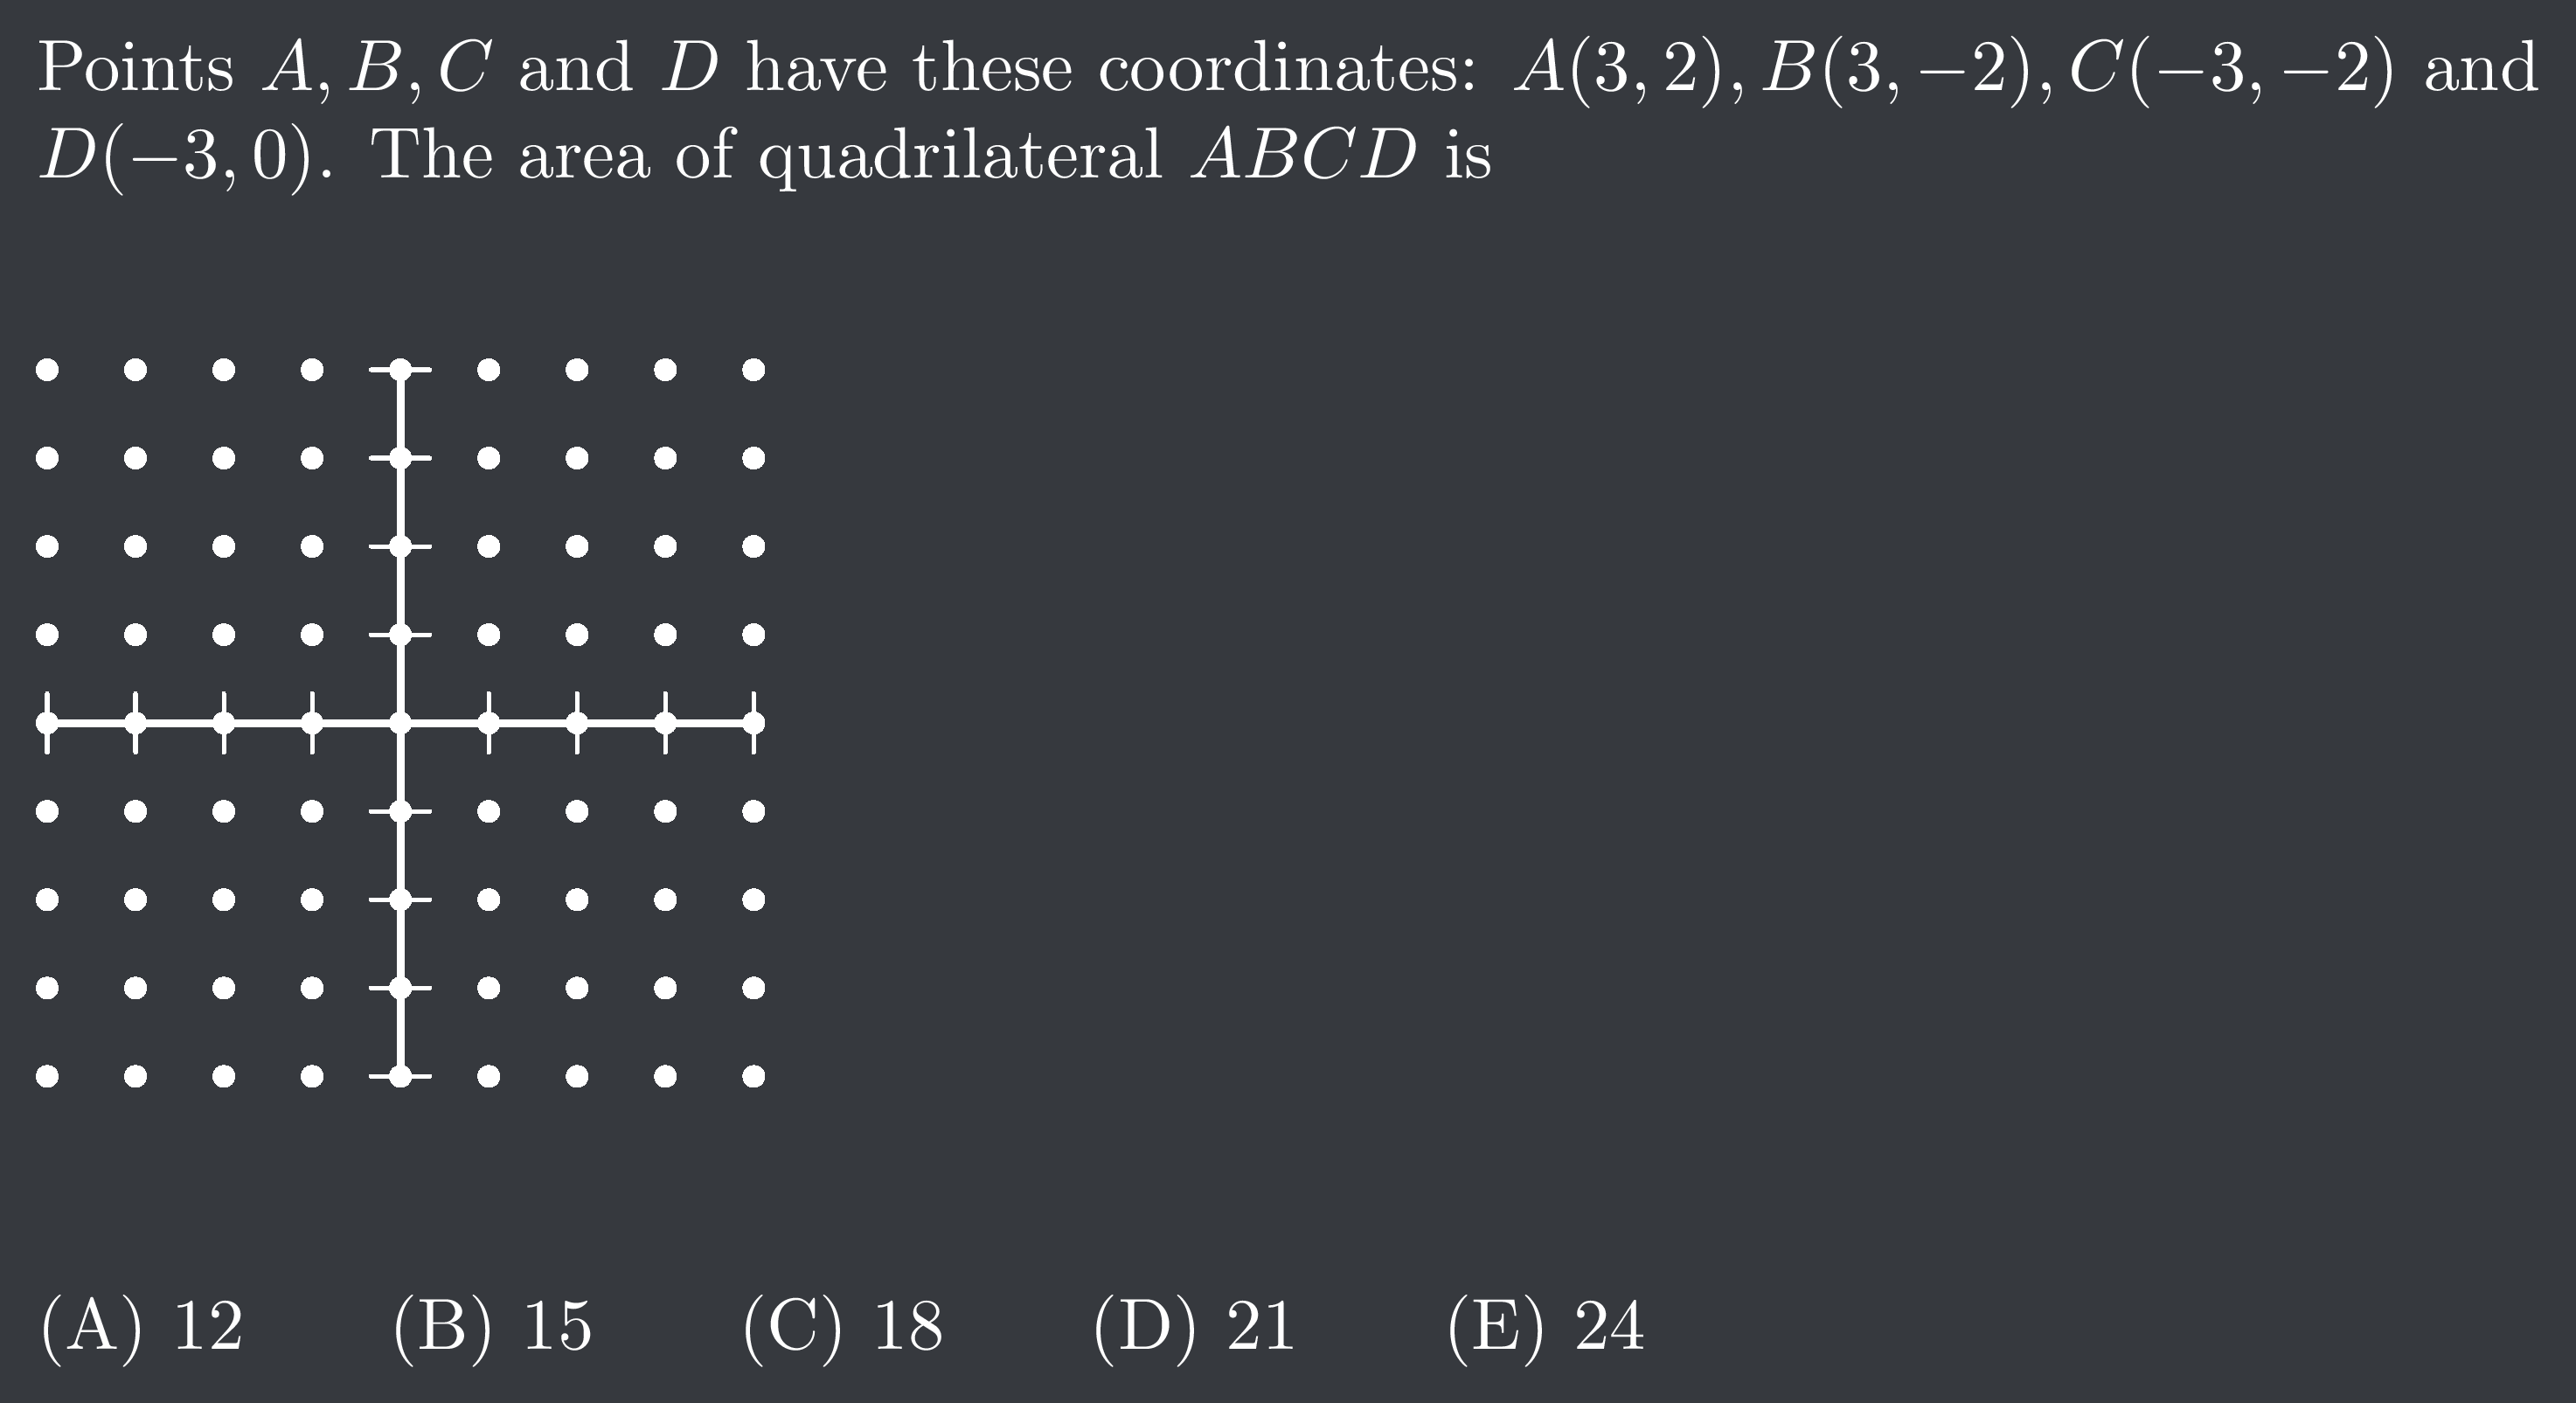 Points A, B, C and D have these coordinates: A(3, 2), B(3, −2), C(−3, −2) and
D(−3, 0). The area of quadrilateral ABCD is
(A) 12 (B) 15 (C) 18 (D) 21 (E) 24